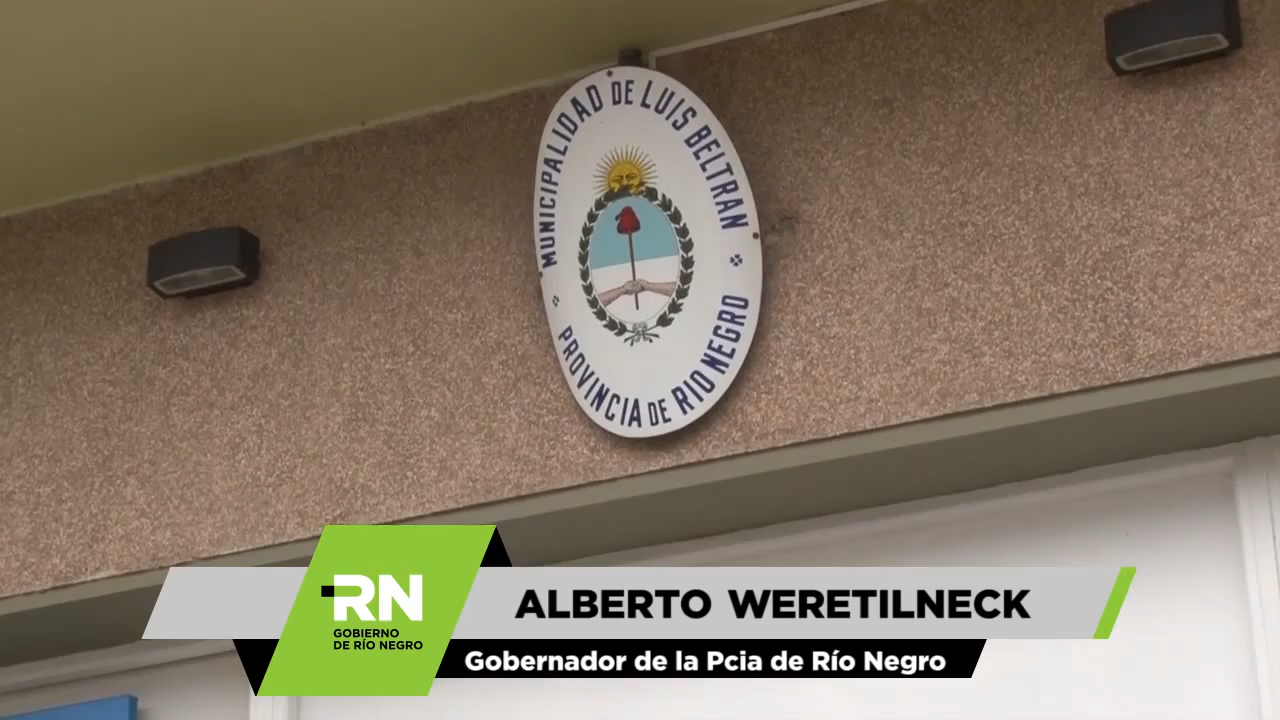 MUNICIPALIDAD DE LUIS BELTRAN
PROVINCIA DE RIO NEGRO
RN
GOBIERNO
DE RÍO NEGRO
ALBERTO WERETILNECK
Gobernador de la Pcia de Río Negro